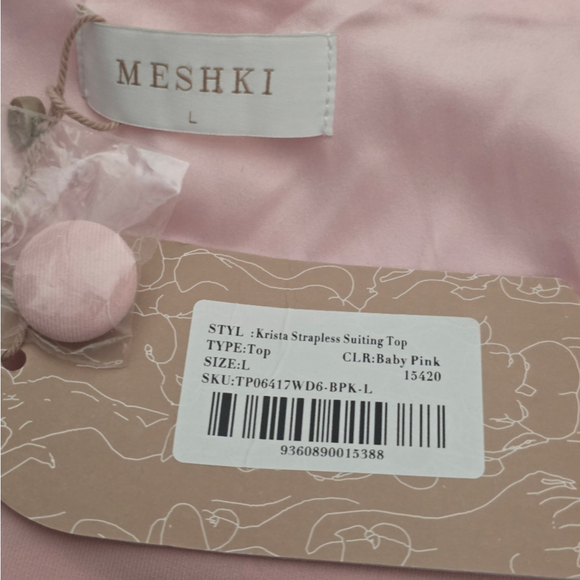 MESHKI
L
STYL :Krista Strapless Suiting Top
TYPE:Top CLR:Baby Pink
SIZE:L 15420
SKU:TP06417WD6-BPK-L
9360890015388